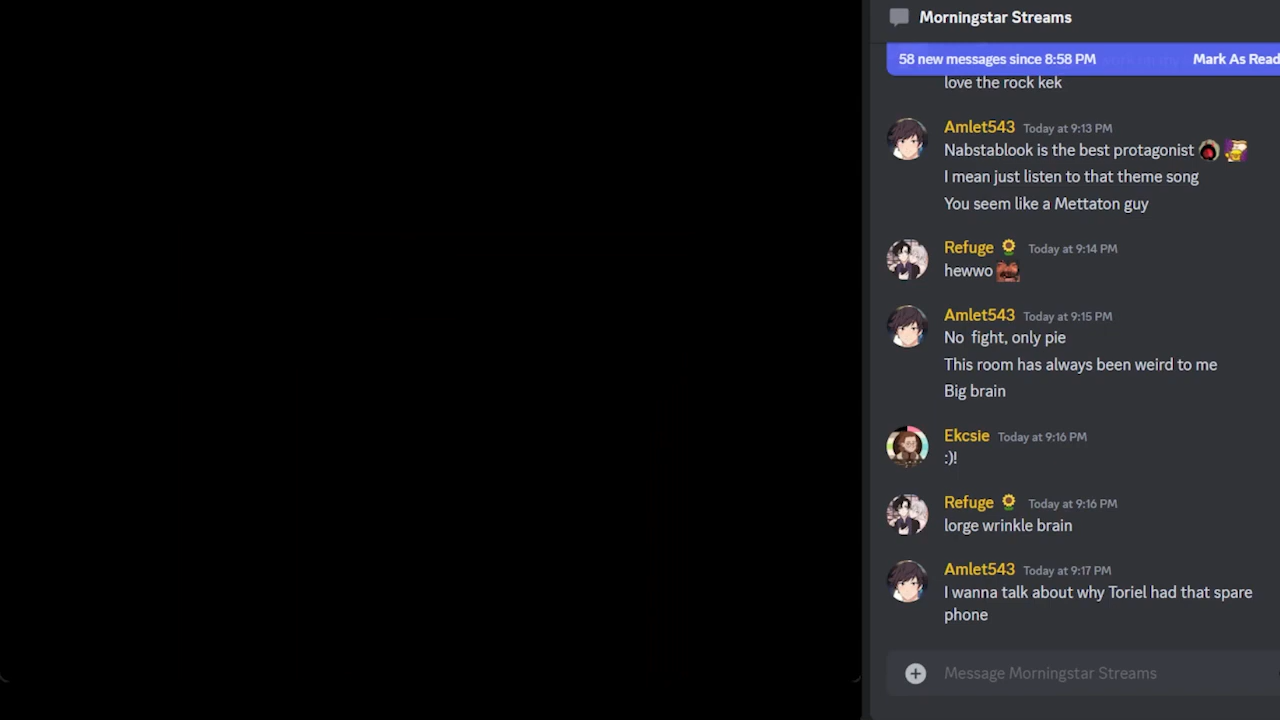 Morningstar Streams
58 new messages since 8:58 PM Mark As Read
love the rock kek
Amlet543 Today at 9:13 PM
Nabstablook is the best protagonist
I mean just listen to that theme song
You seem like a Mettaton guy
Refuge Today at 9:14 PM
hewwo
Amlet543 Today at 9:15 PM
No fight, only pie
This room has always been weird to me
Big brain
Ekcsie Today at 9:16 PM
:)!
Refuge Today at 9:16 PM
lorge wrinkle brain
Amlet543 Today at 9:17 PM
I wanna talk about why Toriel had that spare
phone
Message Morningstar Streams